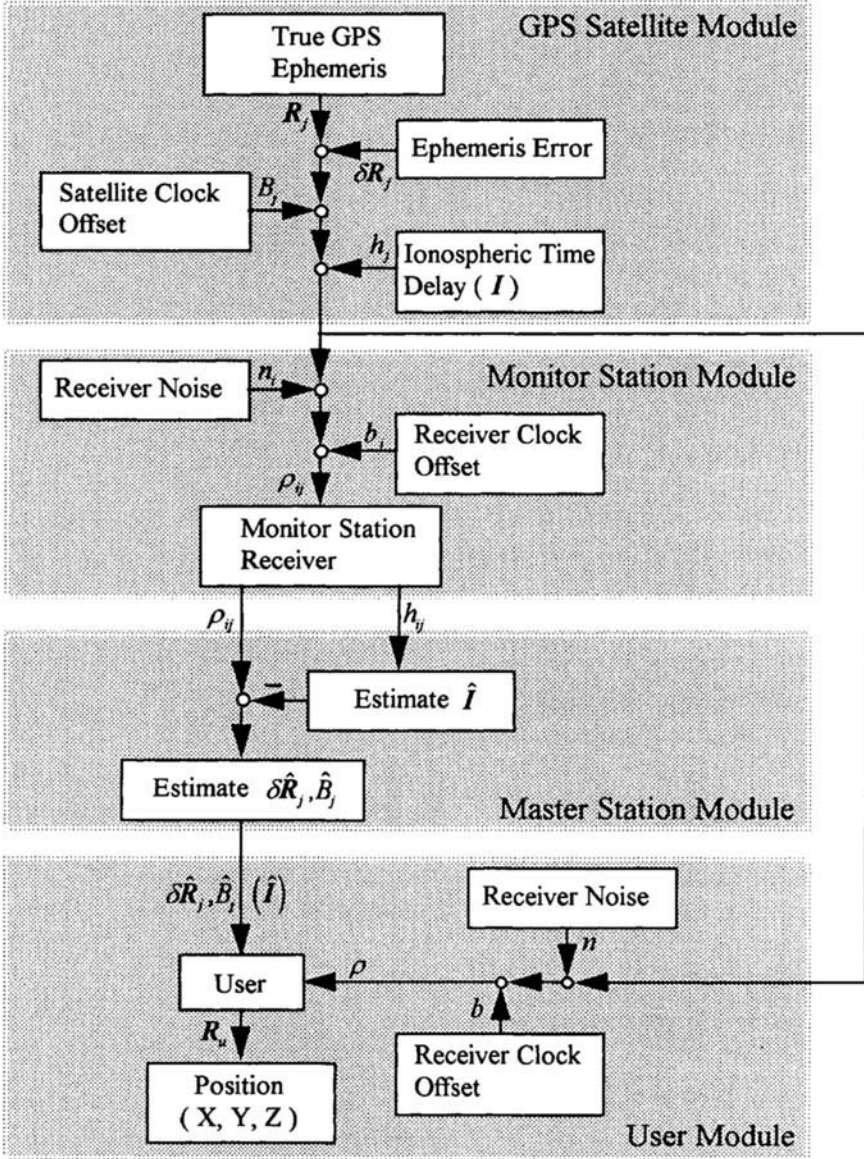 GPS Satellite Module
True GPS
Ephemeris
R_j
Ephemeris Error
δR_j
Satellite Clock
Offset
B_j
h_j
Ionospheric Time
Delay ( I )
Monitor Station Module
Receiver Noise
n_i
b_i
Receiver Clock
Offset
ρ_ij
Monitor Station
Receiver
ρ_ij
h_ij
−
Estimate Î
Estimate δR̂_j, B̂_j
Master Station Module
δR̂_j, B̂_j (Î)
Receiver Noise
n
User
ρ
b
R_u
Receiver Clock
Offset
Position
( X, Y, Z )
User Module